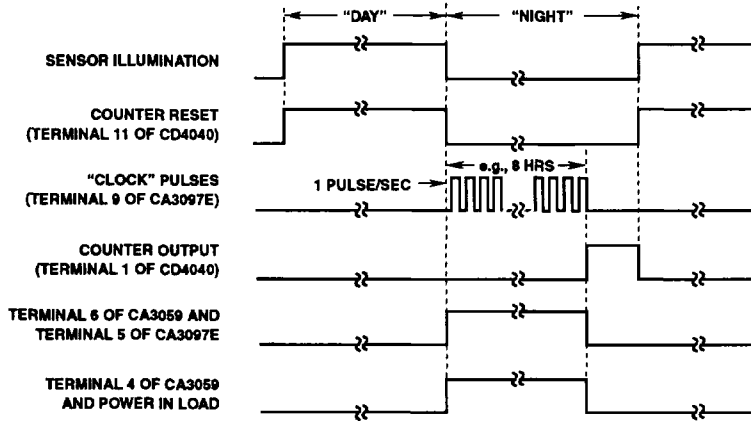 “DAY”
“NIGHT”
SENSOR ILLUMINATION
COUNTER RESET
(TERMINAL 11 OF CD4040)
e.g., 8 HRS
1 PULSE/SEC
“CLOCK” PULSES
(TERMINAL 9 OF CA3097E)
COUNTER OUTPUT
(TERMINAL 1 OF CD4040)
TERMINAL 6 OF CA3059 AND
TERMINAL 5 OF CA3097E
TERMINAL 4 OF CA3059
AND POWER IN LOAD